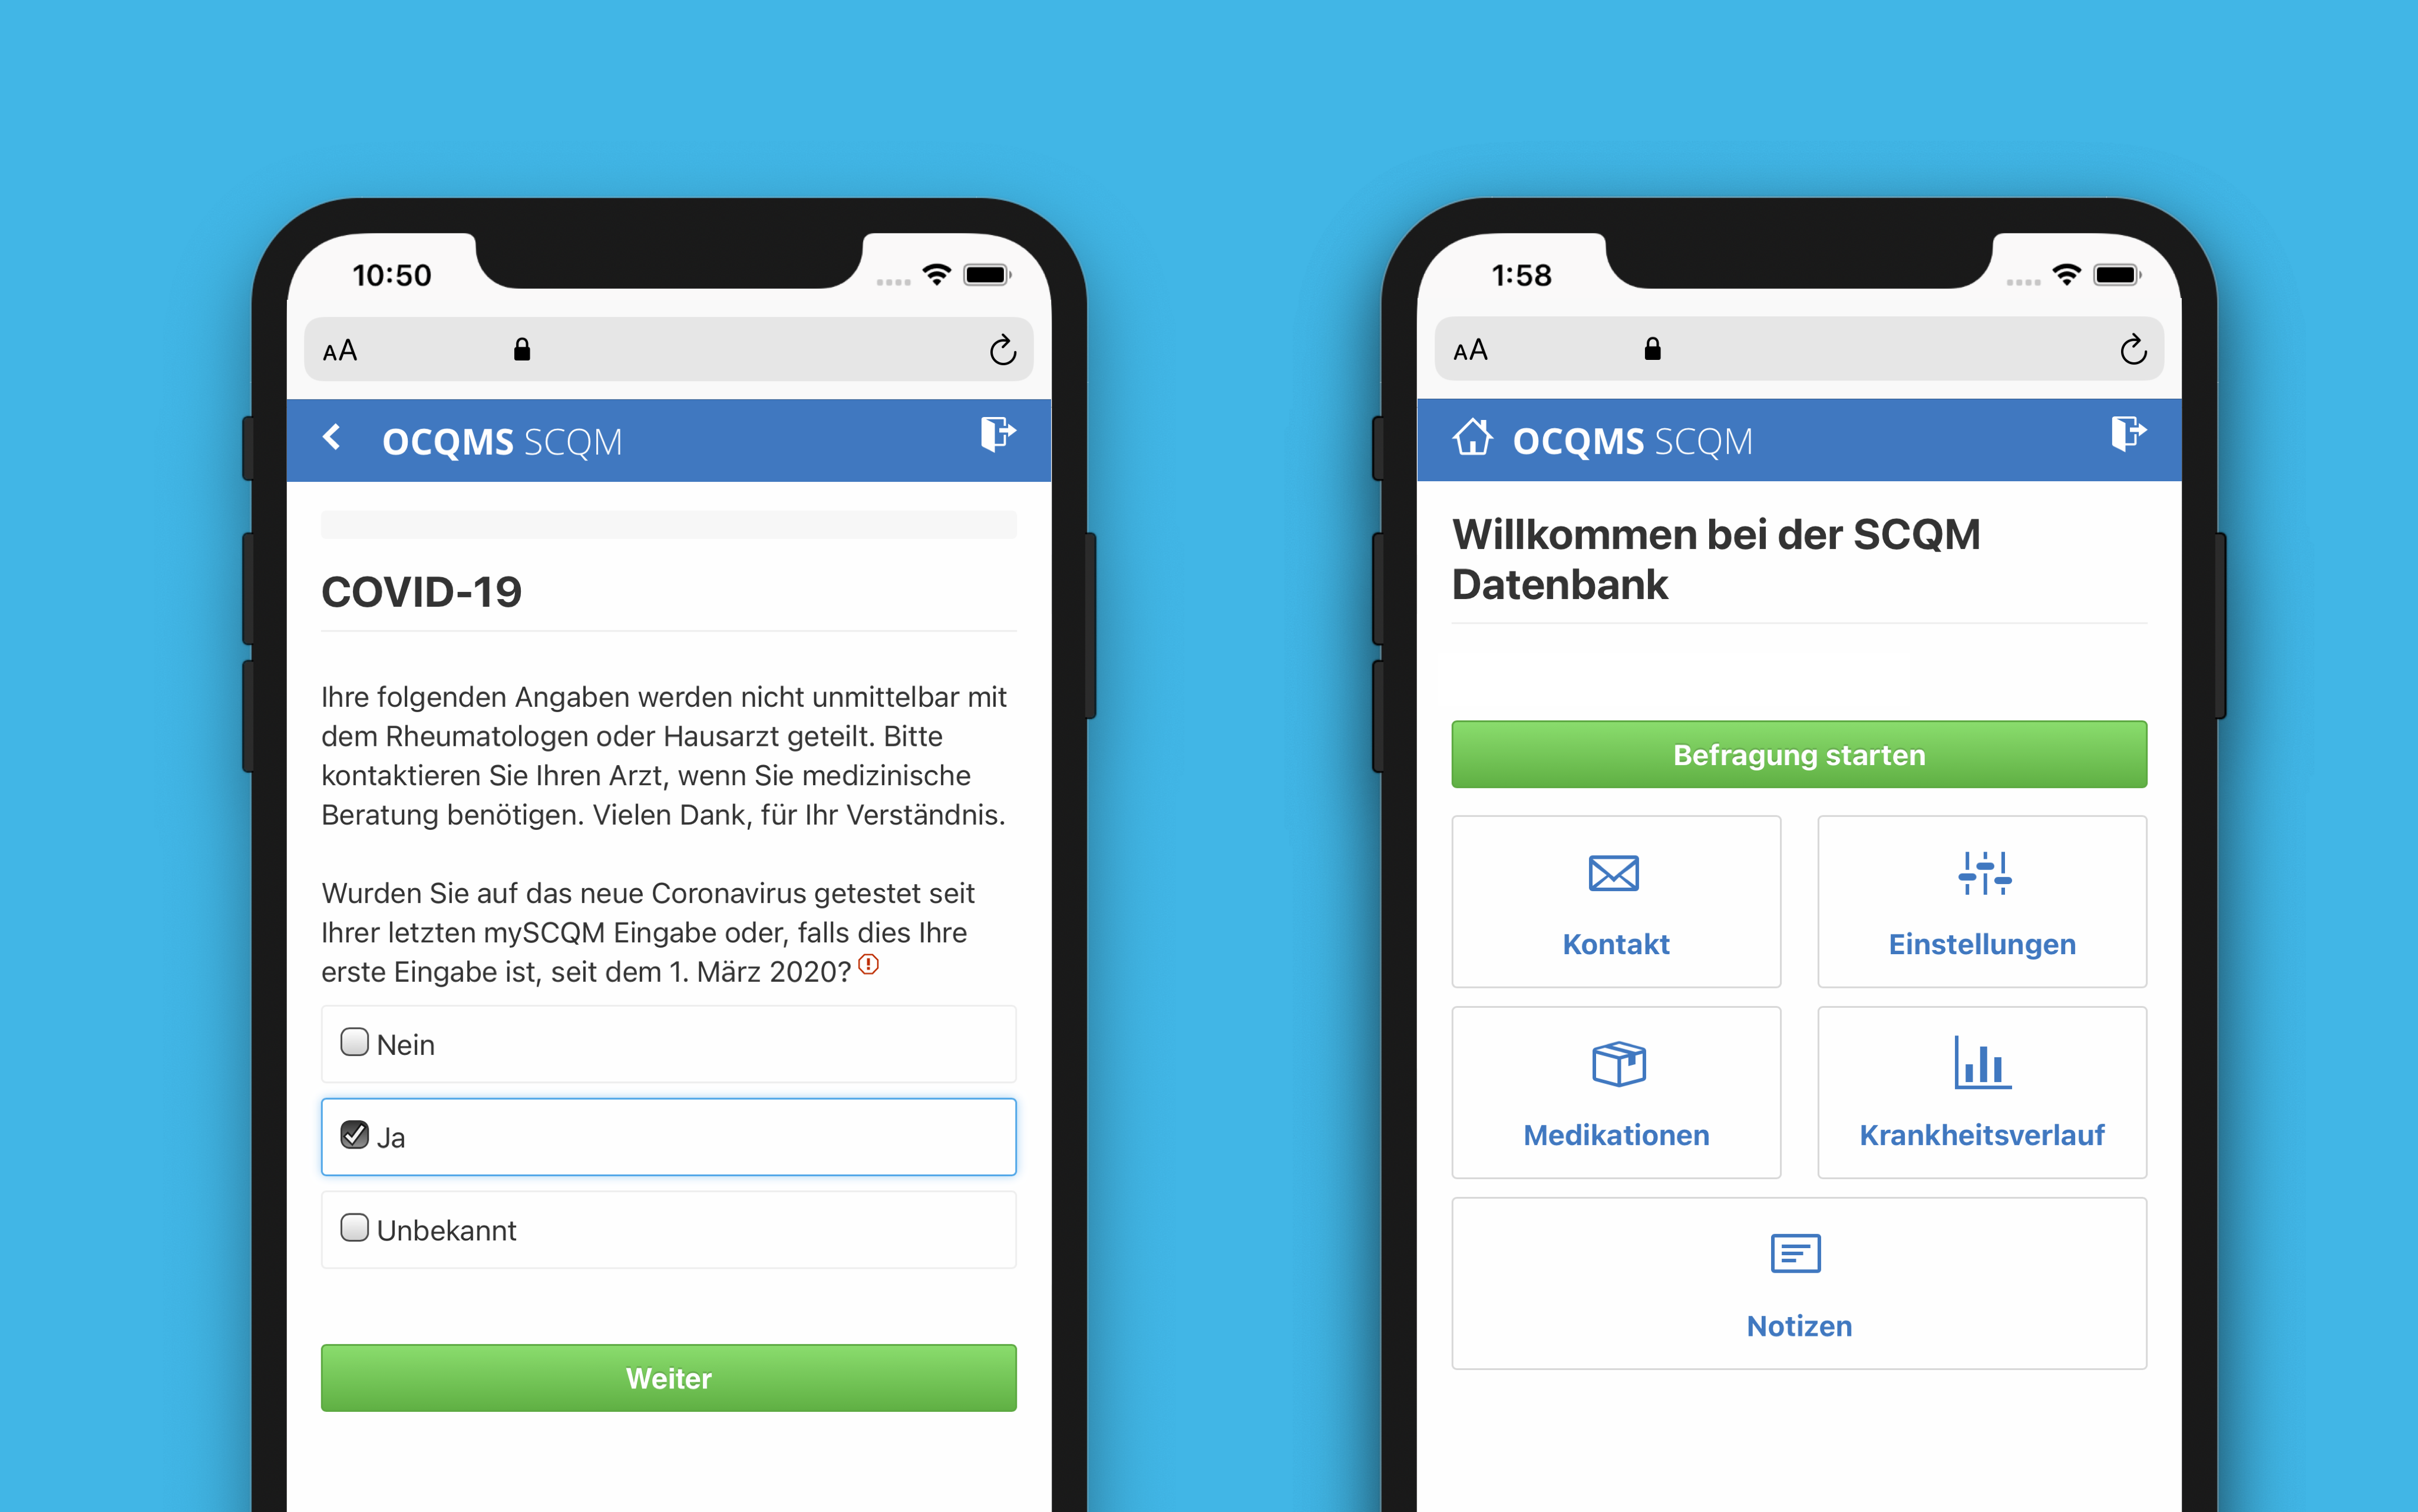 10:50
AA
OCQMS SCQM
COVID-19
Ihre folgenden Angaben werden nicht unmittelbar mit
dem Rheumatologen oder Hausarzt geteilt. Bitte
kontaktieren Sie Ihren Arzt, wenn Sie medizinische
Beratung benötigen. Vielen Dank, für Ihr Verständnis.
Wurden Sie auf das neue Coronavirus getestet seit
Ihrer letzten mySCQM Eingabe oder, falls dies Ihre
erste Eingabe ist, seit dem 1. März 2020?
Nein
Ja
Unbekannt
Weiter
1:58
AA
OCQMS SCQM
Willkommen bei der SCQM
Datenbank
Befragung starten
Kontakt
Einstellungen
Medikationen
Krankheitsverlauf
Notizen